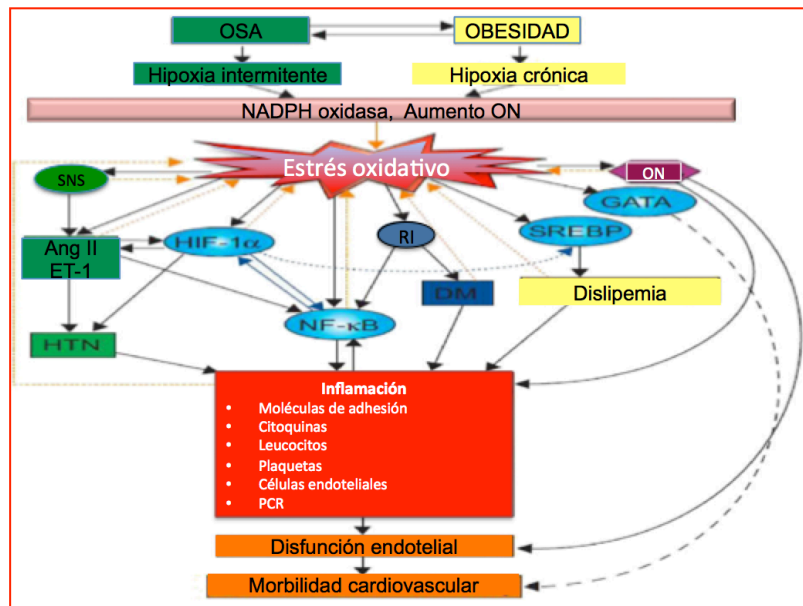 OSA
OBESIDAD
Hipoxia intermitente
Hipoxia crónica
NADPH oxidasa, Aumento ON
Estrés oxidativo
SNS
ON
GATA
Ang II
ET-1
HIF-1α
RI
SREBP
DM
Dislipemia
HTN
NF-κB
Inflamación
• Moléculas de adhesión
• Citoquinas
• Leucocitos
• Plaquetas
• Células endoteliales
• PCR
Disfunción endotelial
Morbilidad cardiovascular